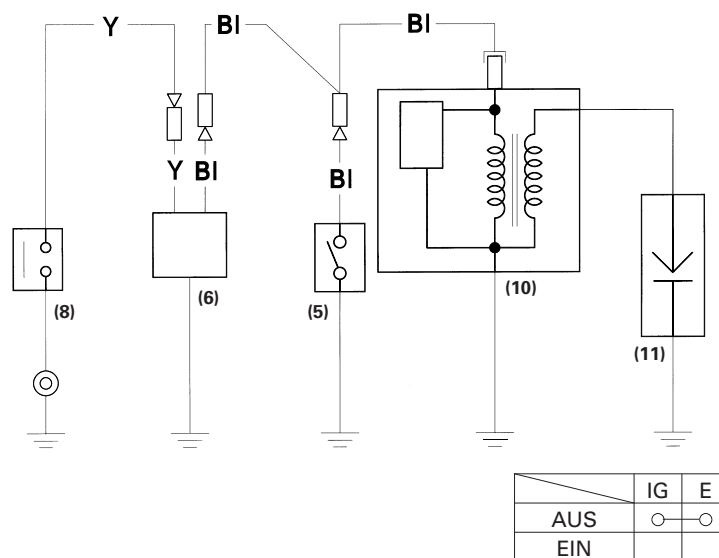 Y
Bl
Bl
Y Bl
Bl
(8)
(6)
(5)
(10)
(11)
IG E
AUS
EIN